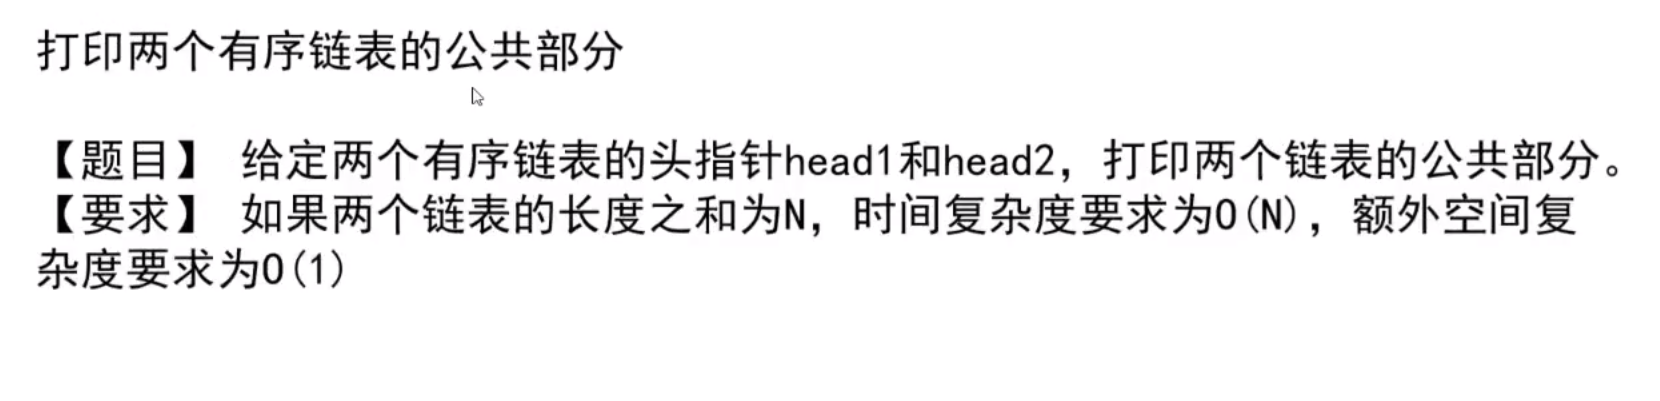 打印两个有序链表的公共部分
【题目】 给定两个有序链表的头指针head1和head2，打印两个链表的公共部分。
【要求】 如果两个链表的长度之和为N，时间复杂度要求为O(N)，额外空间复
杂度要求为O(1)